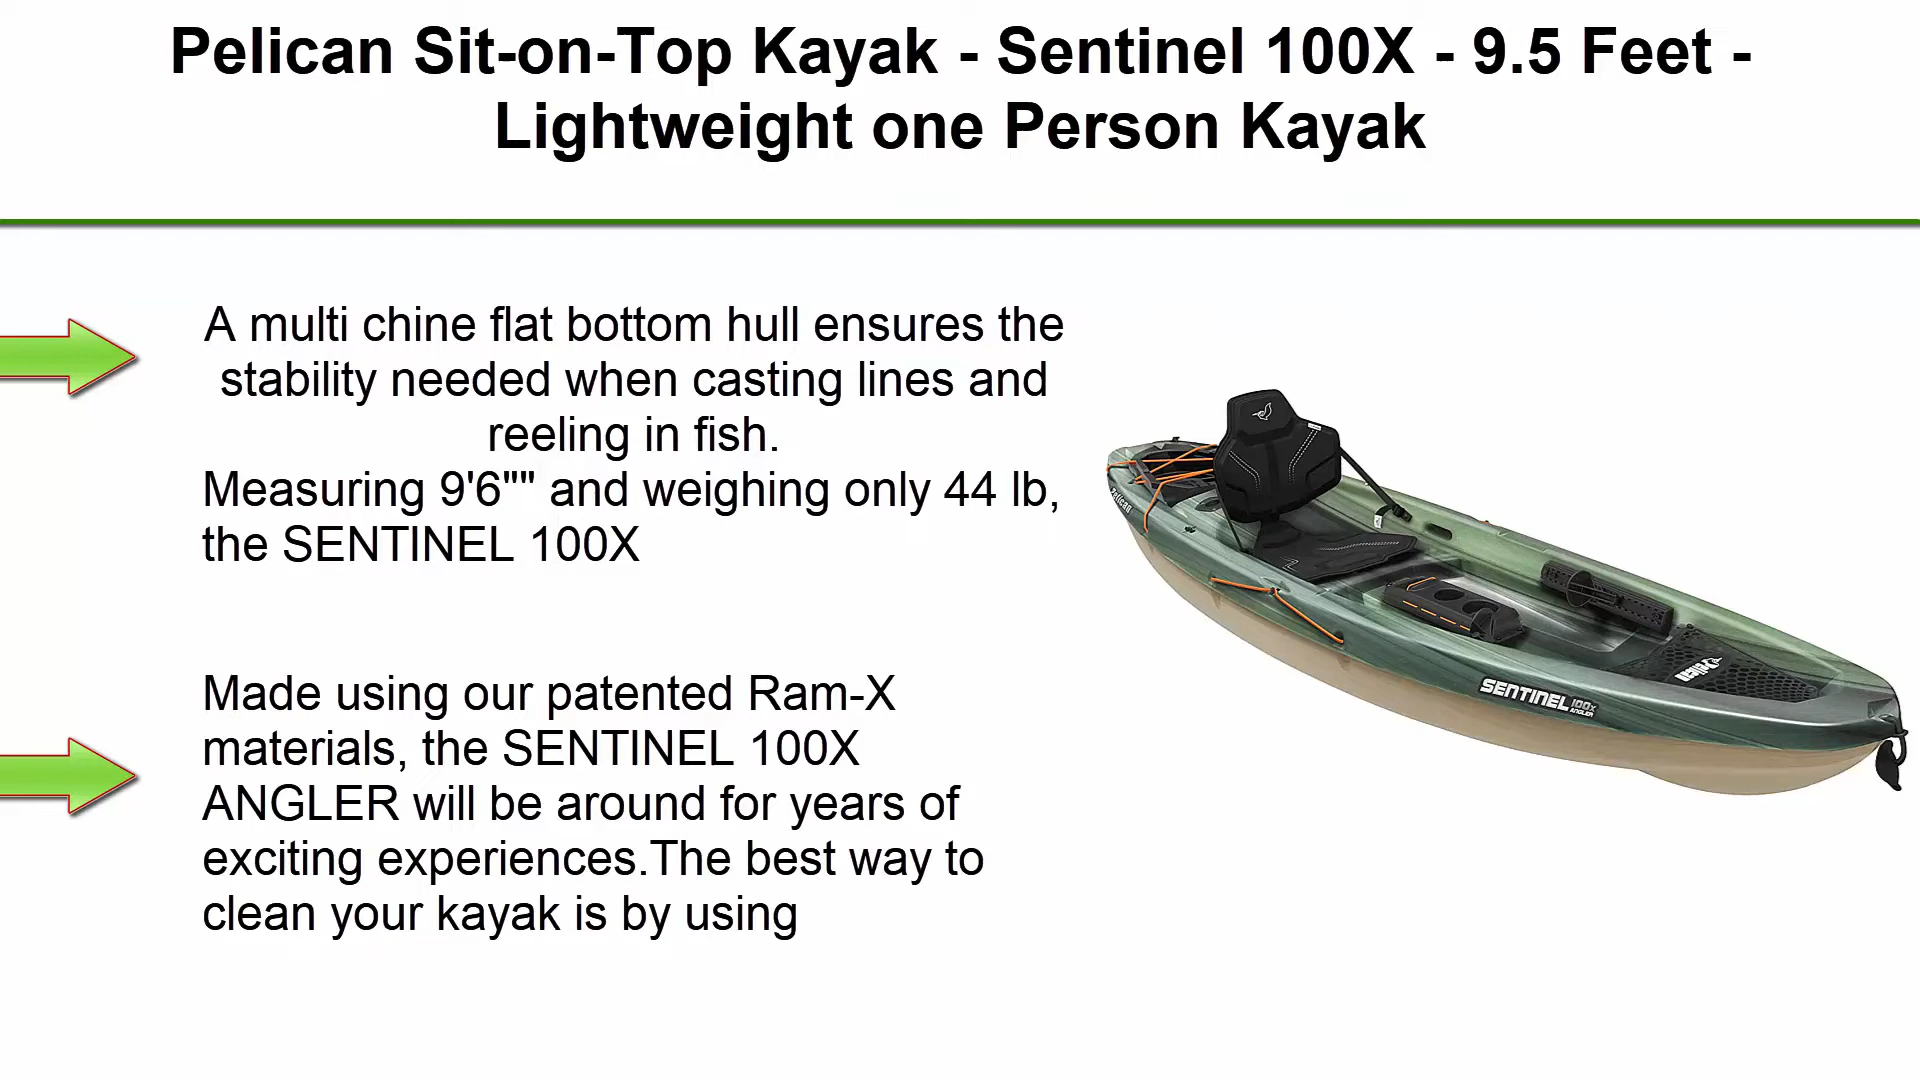 Pelican Sit-on-Top Kayak - Sentinel 100X - 9.5 Feet -
Lightweight one Person Kayak
A multi chine flat bottom hull ensures the
stability needed when casting lines and
reeling in fish.
Measuring 9'6"" and weighing only 44 lb,
the SENTINEL 100X
Made using our patented Ram-X
materials, the SENTINEL 100X
ANGLER will be around for years of
exciting experiences.The best way to
clean your kayak is by using
Pelican
Pelican
SENTINEL 100X
ANGLER